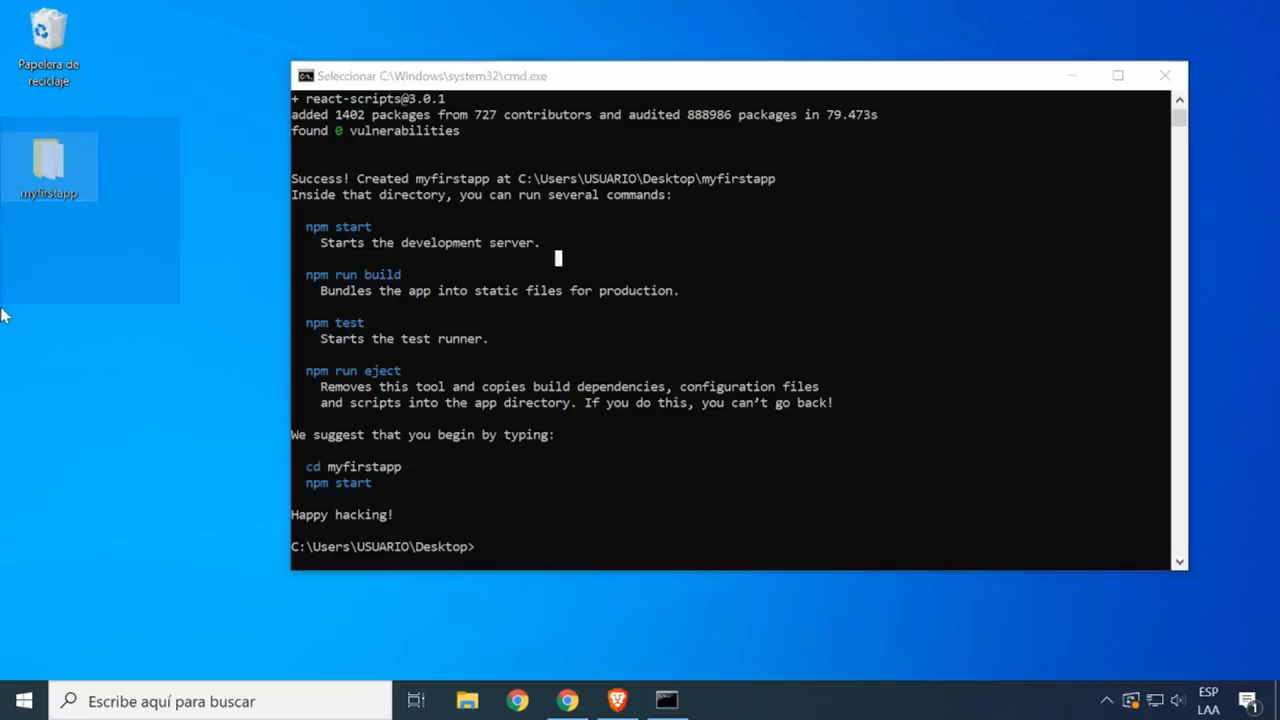 Papelera de
reciclaje
myfirstapp
Seleccionar C:\Windows\system32\cmd.exe
+ react-scripts@3.0.1
added 1402 packages from 727 contributors and audited 888986 packages in 79.473s
found 0 vulnerabilities
Success! Created myfirstapp at C:\Users\USUARIO\Desktop\myfirstapp
Inside that directory, you can run several commands:
npm start
Starts the development server.
npm run build
Bundles the app into static files for production.
npm test
Starts the test runner.
npm run eject
Removes this tool and copies build dependencies, configuration files
and scripts into the app directory. If you do this, you can’t go back!
We suggest that you begin by typing:
cd myfirstapp
npm start
Happy hacking!
C:\Users\USUARIO\Desktop>
Escribe aquí para buscar
ESP
LAA
1